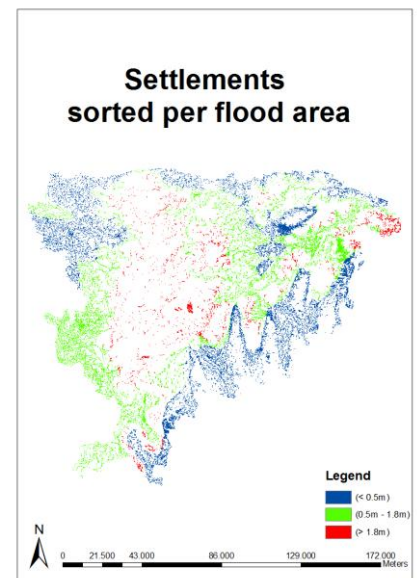 Settlements
sorted per flood area
Legend
(< 0.5m)
(0.5m - 1.8m)
(> 1.8m)
N
0 21.500 43.000 86.000 129.000 172.000
Meters